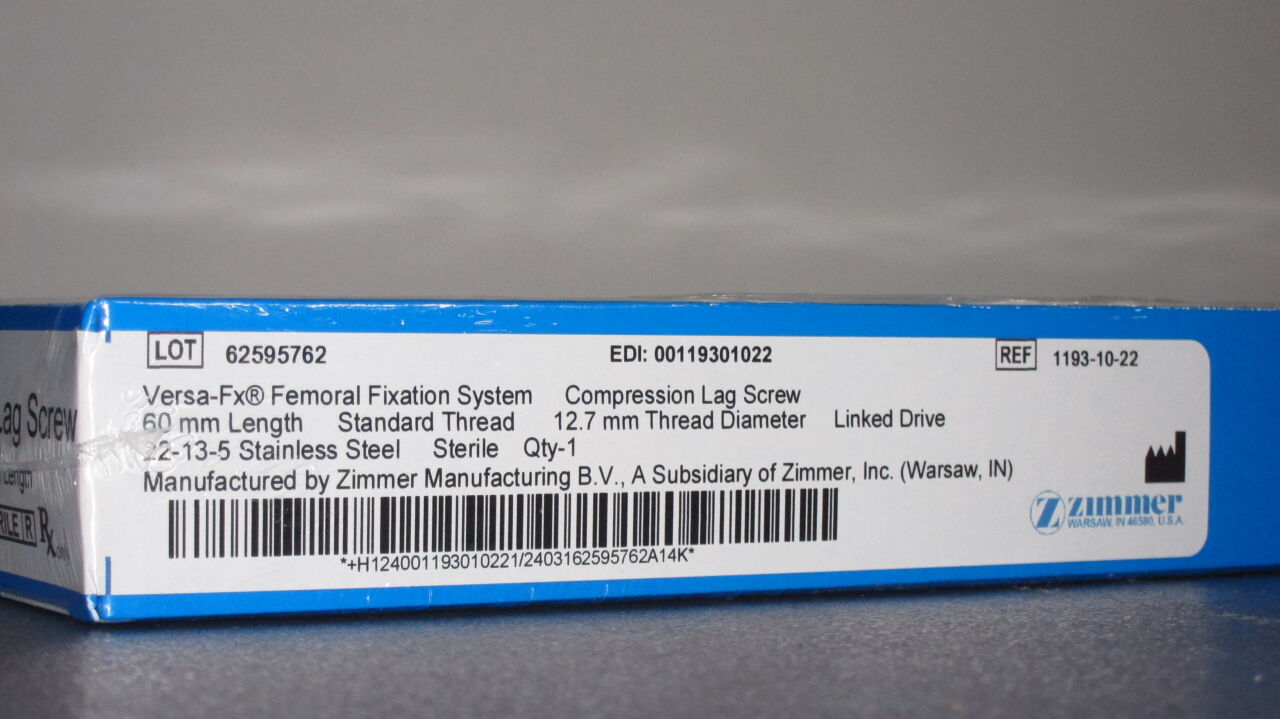 LOT 62595762 EDI: 00119301022 REF 1193-10-22
Versa-Fx® Femoral Fixation System Compression Lag Screw
60 mm Length Standard Thread 12.7 mm Thread Diameter Linked Drive
22-13-5 Stainless Steel Sterile Qty-1
Manufactured by Zimmer Manufacturing B.V., A Subsidiary of Zimmer, Inc. (Warsaw, IN)
*+H124001193010221/2403162595762A14K*
Z zimmer
WARSAW, IN 46580, U.S.A.
Lag Screw
Length
RILE R Rx only